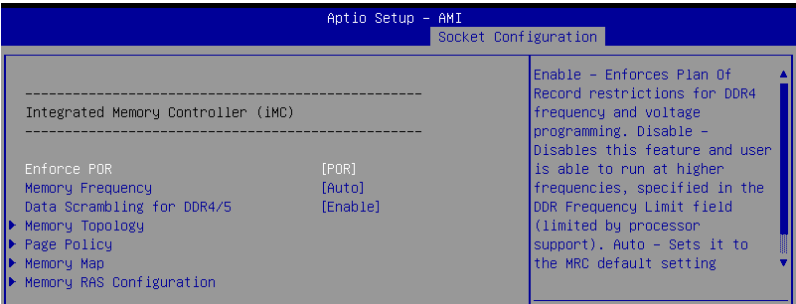 Aptio Setup – AMI
Socket Configuration
------------------------------------------------
Integrated Memory Controller (iMC)
------------------------------------------------
Enforce POR [POR]
Memory Frequency [Auto]
Data Scrambling for DDR4/5 [Enable]
Memory Topology
Page Policy
Memory Map
Memory RAS Configuration
Enable – Enforces Plan Of
Record restrictions for DDR4
frequency and voltage
programming. Disable –
Disables this feature and user
is able to run at higher
frequencies, specified in the
DDR Frequency Limit field
(limited by processor
support). Auto – Sets it to
the MRC default setting